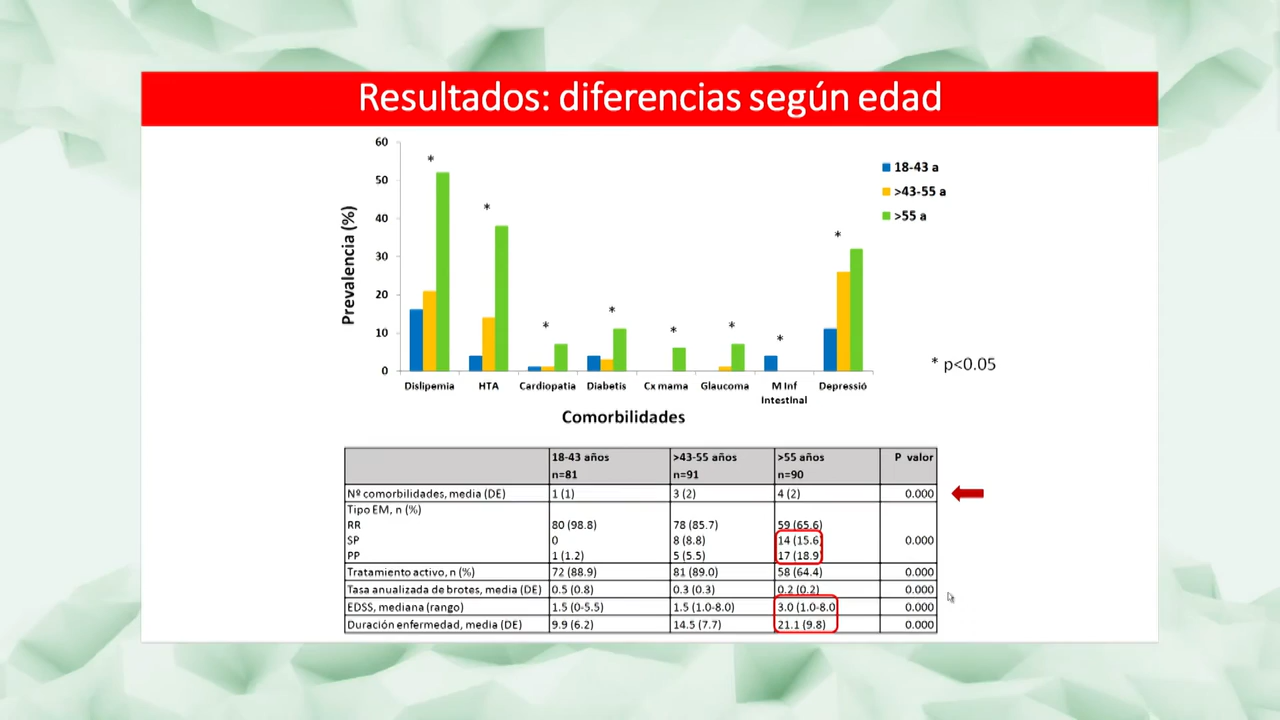 Resultados: diferencias según edad
60
50
40
30
20
10
0
Prevalencia (%)
* * * * * * * *
18-43 a
>43-55 a
>55 a
* p<0.05
Dislipemia HTA Cardiopatia Diabetis Cx mama Glaucoma M Inf Intestinal Depressió
Comorbilidades
18-43 años n=81 >43-55 años n=91 >55 años n=90 P valor
Nº comorbilidades, media (DE) 1 (1) 3 (2) 4 (2) 0.000
Tipo EM, n (%)
RR 80 (98.8) 78 (85.7) 59 (65.6)
SP 0 8 (8.8) 14 (15.6) 0.000
PP 1 (1.2) 5 (5.5) 17 (18.9)
Tratamiento activo, n (%) 72 (88.9) 81 (89.0) 58 (64.4) 0.000
Tasa anualizada de brotes, media (DE) 0.5 (0.8) 0.3 (0.3) 0.2 (0.2) 0.000
EDSS, mediana (rango) 1.5 (0-5.5) 1.5 (1.0-8.0) 3.0 (1.0-8.0 0.000
Duración enfermedad, media (DE) 9.9 (6.2) 14.5 (7.7) 21.1 (9.8) 0.000